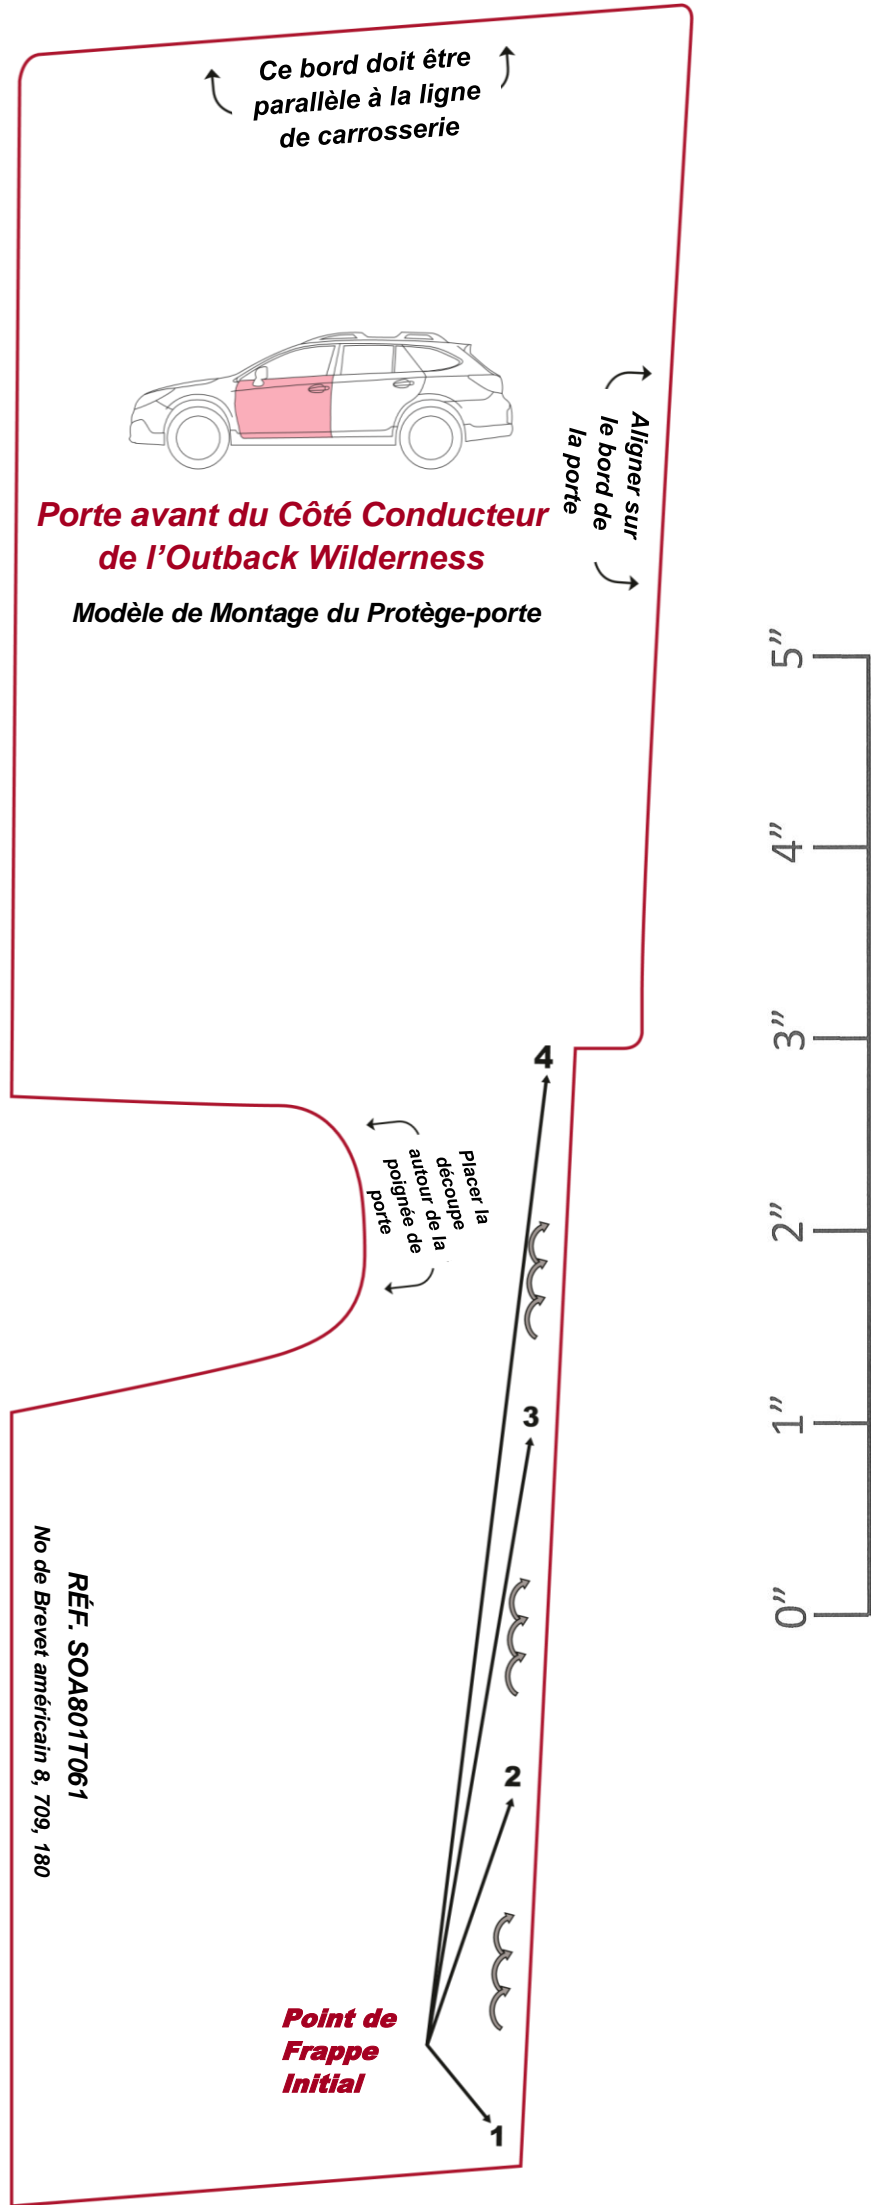 Ce bord doit être
parallèle à la ligne
de carrosserie
Aligner sur
le bord de
la porte
Porte avant du Côté Conducteur
de l’Outback Wilderness
Modèle de Montage du Protège-porte
5”
4”
3”
2”
1”
0”
4
Placer la
découpe
autour de la
poignée de
porte
3
RÉF. SOA801T061
No de Brevet américain 8, 709, 180
2
Point de
Frappe
Initial
1